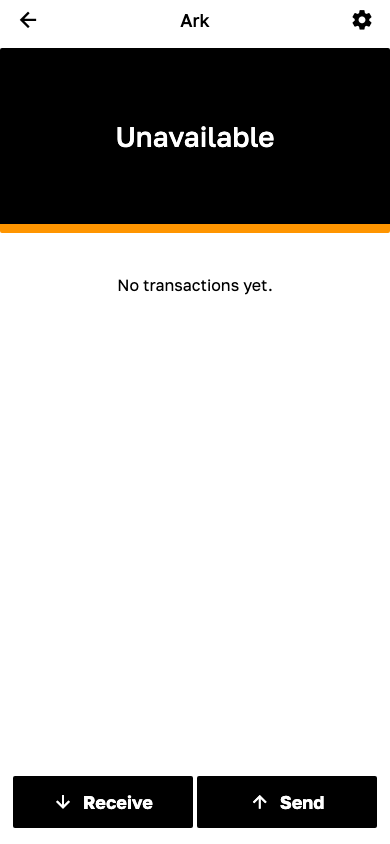 Ark
Unavailable
No transactions yet.
Receive
Send